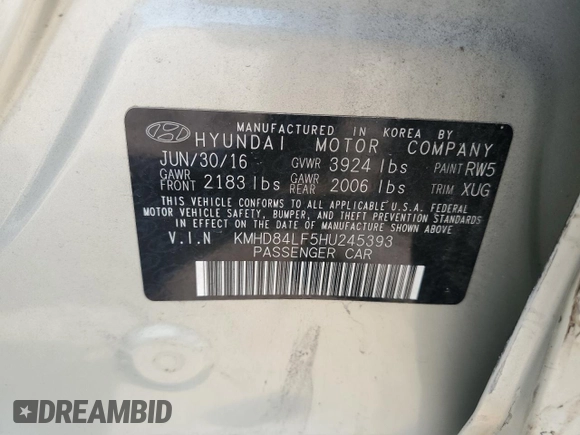 MANUFACTURED IN KOREA BY
HYUNDAI MOTOR COMPANY
JUN/30/16 GVWR 3924 lbs PAINT RW5
GAWR FRONT 2183 lbs GAWR REAR 2006 lbs TRIM XUG
THIS VEHICLE CONFORMS TO ALL APPLICABLE U.S.A. FEDERAL
MOTOR VEHICLE SAFETY, BUMPER, AND THEFT PREVENTION STANDARDS
IN EFFECT ON THE DATE OF MANUFACTURE SHOWN ABOVE.
V.I.N KMHD84LF5HU245393
PASSENGER CAR
DREAMBID